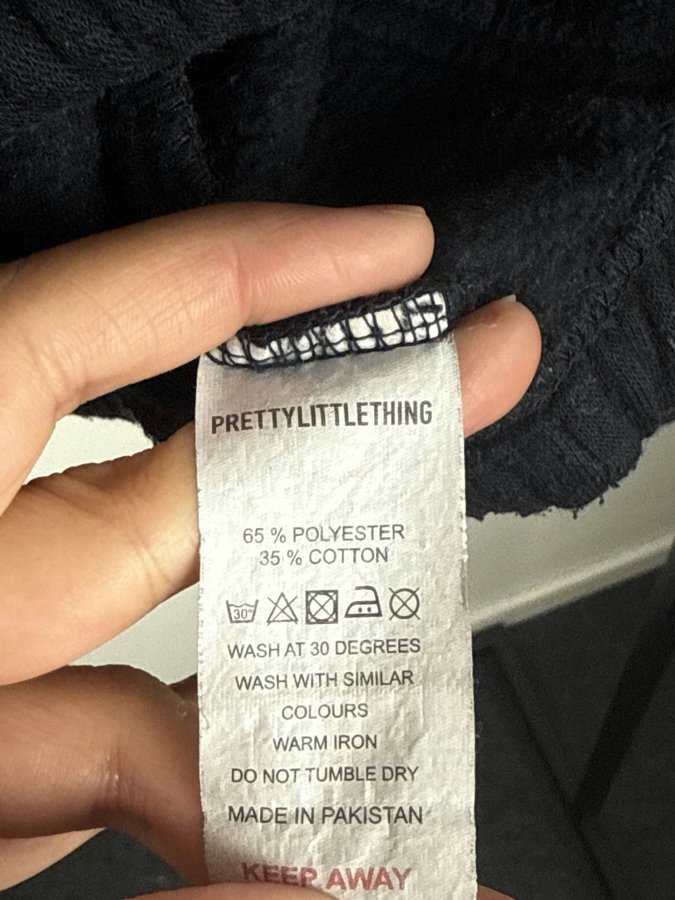 PRETTYLITTLETHING
65 % POLYESTER
35 % COTTON
30°
WASH AT 30 DEGREES
WASH WITH SIMILAR
COLOURS
WARM IRON
DO NOT TUMBLE DRY
MADE IN PAKISTAN
KEEP AWAY